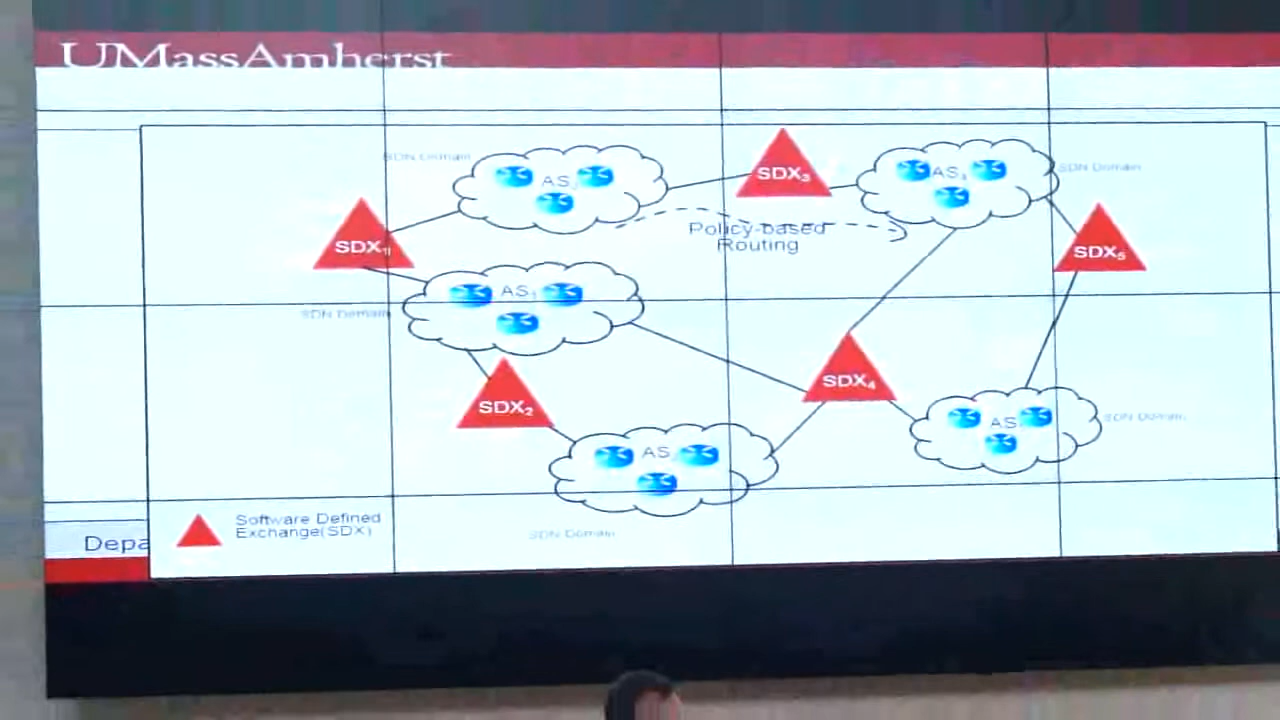 UMassAmherst
SDN Domain
AS
SDX₃
AS
SDN Domain
SDX₁
Policy-based
Routing
SDX₅
AS₁
SDN Domain
SDX₄
SDX₂
AS
SDN Domain
AS
SDN Domain
Software Defined
Exchange(SDX)
Depa